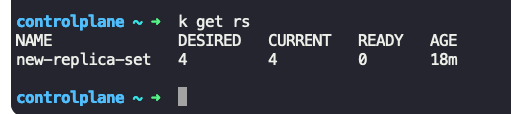 controlplane ~ ➜ k get rs
NAME DESIRED CURRENT READY AGE
new-replica-set 4 4 0 18m
controlplane ~ ➜